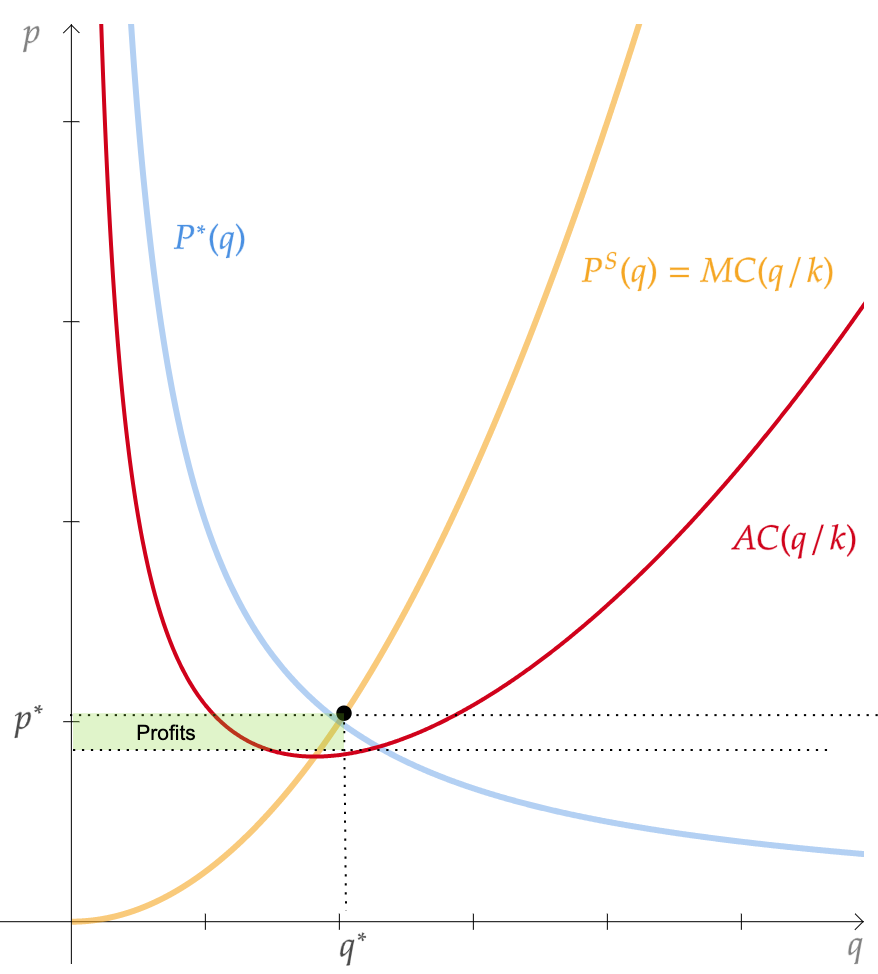 p
P*(q)
P^S(q) = MC(q/k)
AC(q/k)
p*
Profits
q*
q